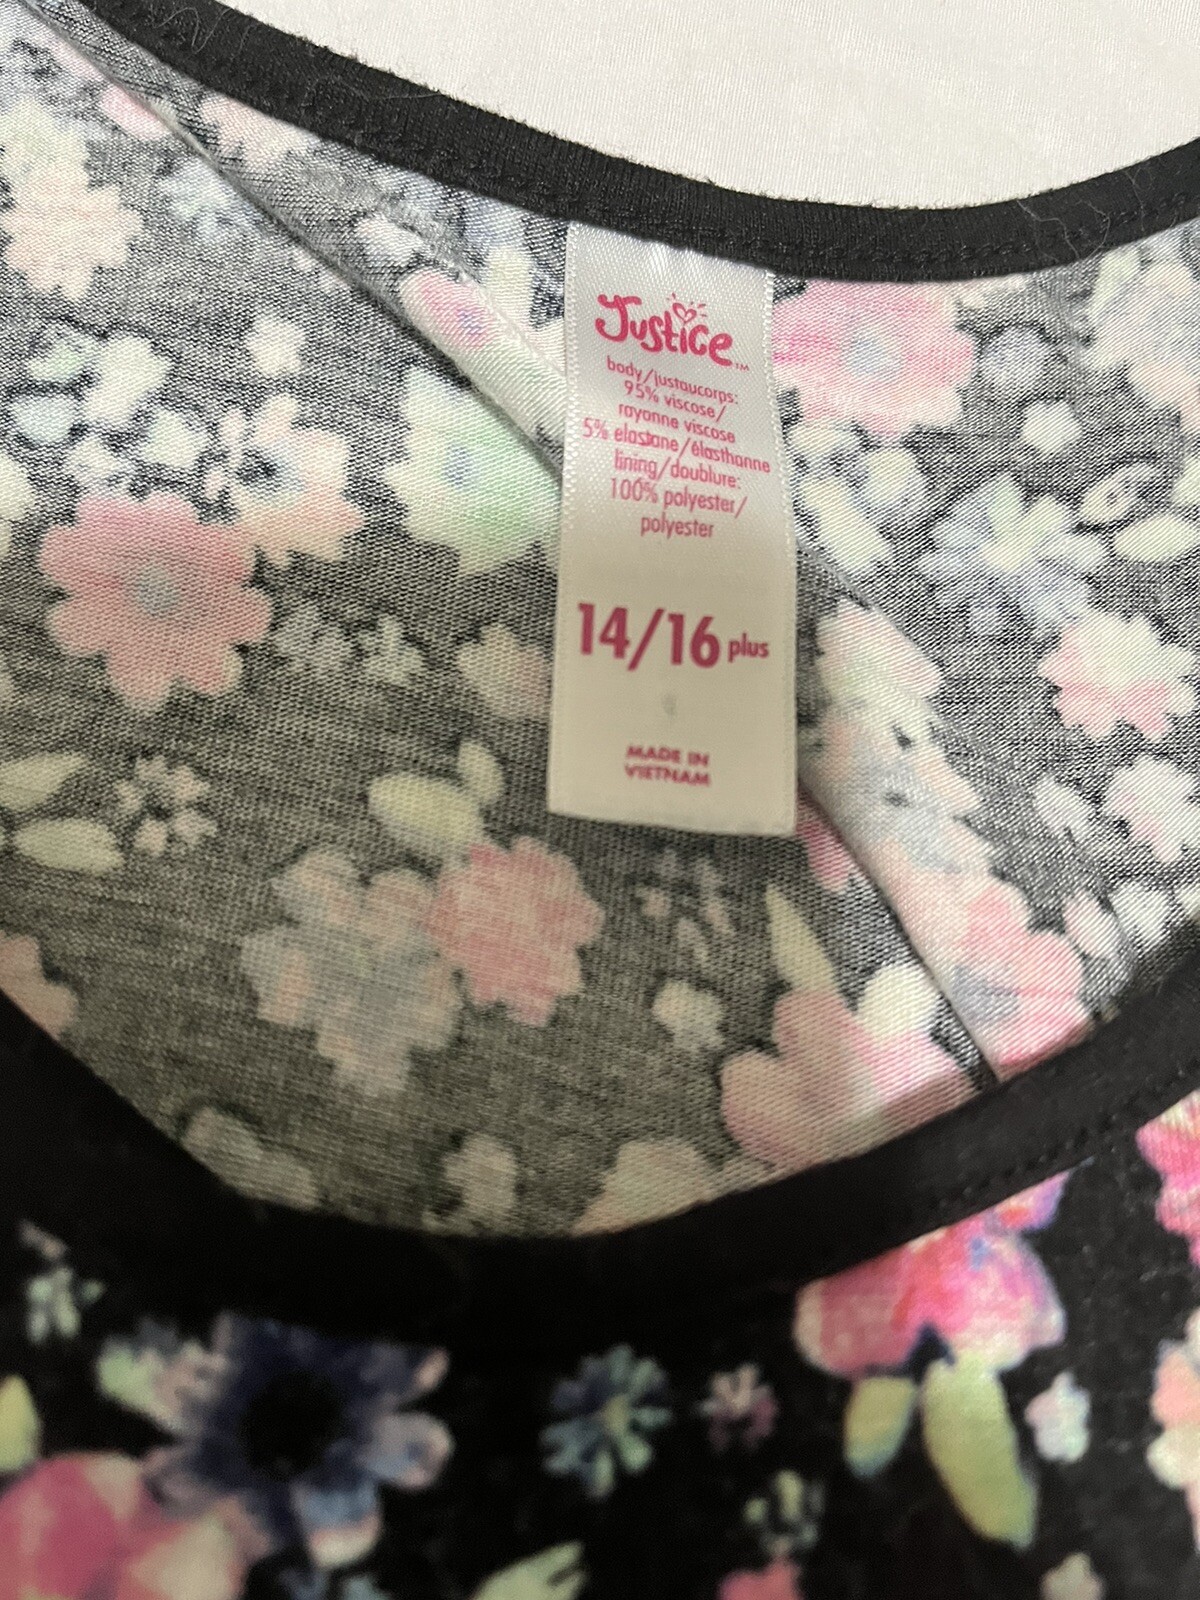 Justice™
body/justaucorps:
95% viscose/
rayonne viscose
5% elastane/élasthanne
lining/doublure:
100% polyester/
polyester
14/16 plus
MADE IN
VIETNAM